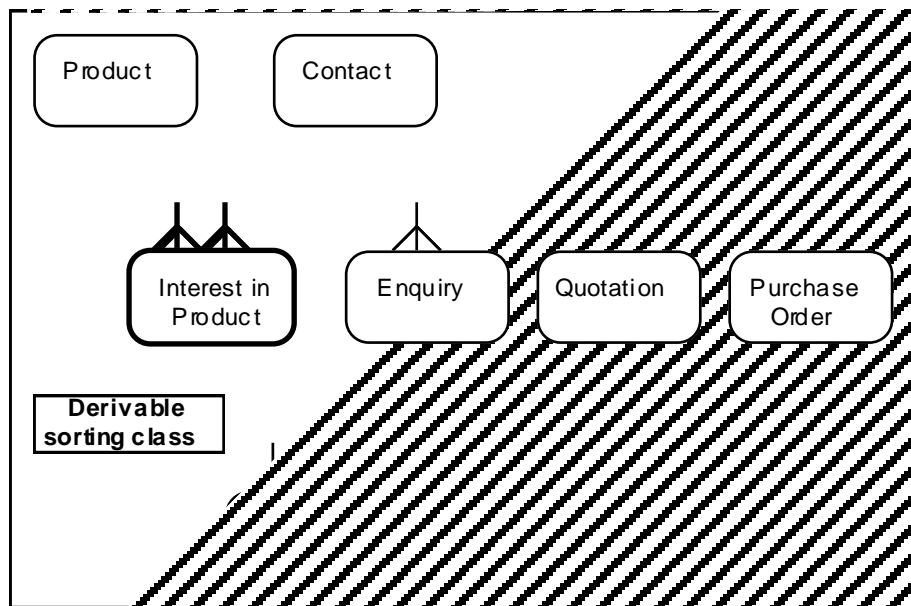 Product
Contact
Interest in
Product
Enquiry
Quotation
Purchase
Order
Derivable
sorting class